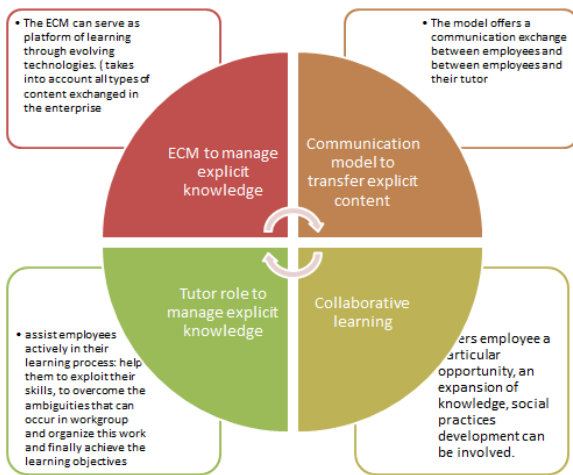 • The ECM can serve as
platform of learning
through evolving
technologies. ( takes
into account all types of
content exchanged in
the enterprise
• The model offers a
communication exchange
between employees and
between employees and
their tutor
ECM to manage
explicit
knowledge
Communication
model to
transfer explicit
content
Tutor role to
manage explicit
knowledge
Collaborative
learning
• assist employees
actively in their
learning process: help
them to exploit their
skills, to overcome the
ambiguities that can
occur in workgroup
and organize this work
and finally achieve the
learning objectives
employee a
particular
opportunity, an
expansion of
knowledge, social
practices
development can
be involved.